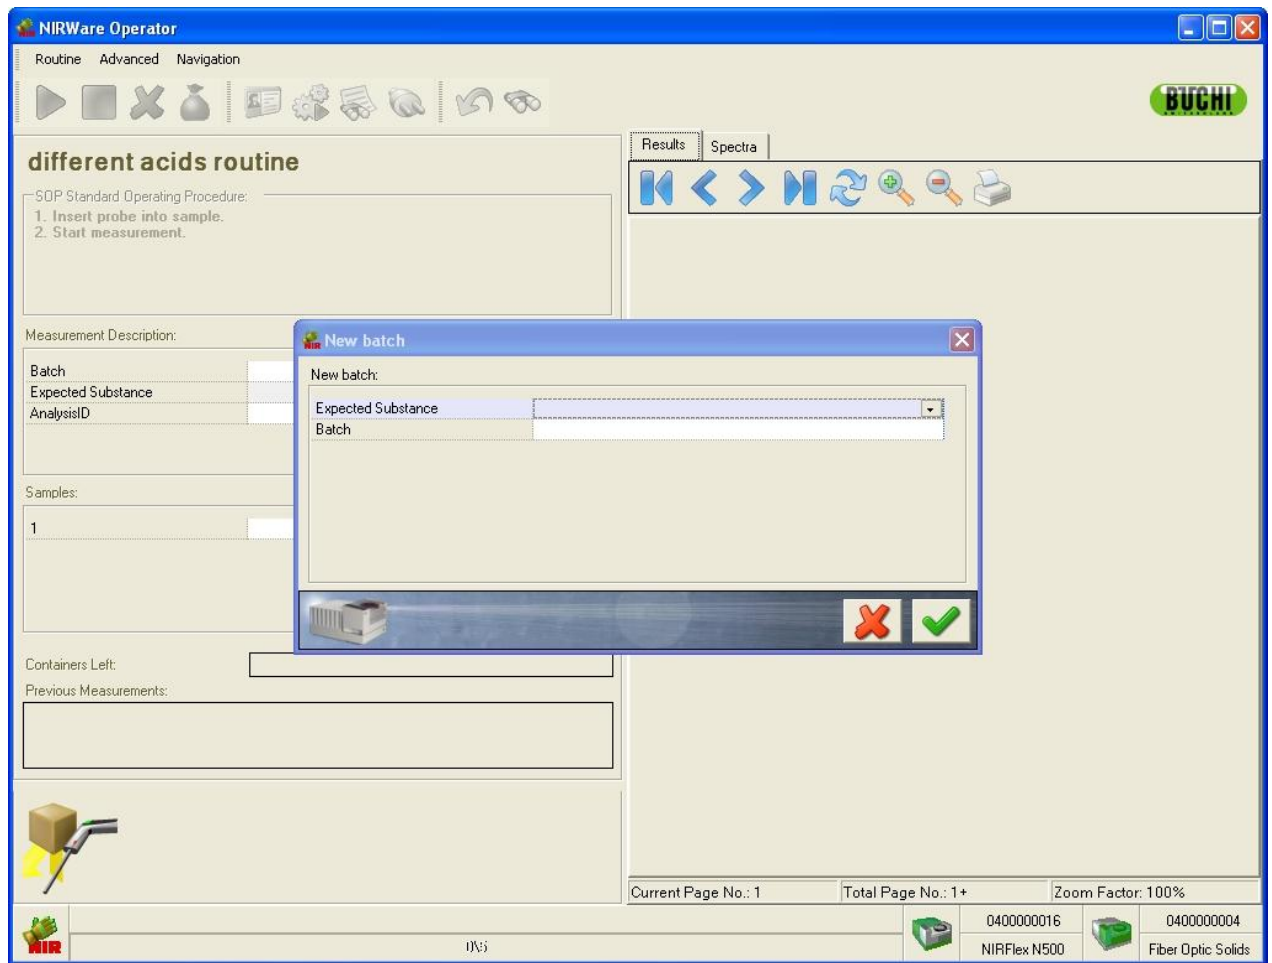 NIRWare Operator
Routine Advanced Navigation
BUCHI
different acids routine
SOP Standard Operating Procedure:
1. Insert probe into sample.
2. Start measurement.
Measurement Description:
Batch
Expected Substance
AnalysisID
Samples:
1
Containers Left:
Previous Measurements:
Results Spectra
NIR New batch
New batch:
Expected Substance
Batch
Current Page No.: 1 Total Page No.: 1+ Zoom Factor: 100%
NIR
0400000016 0400000004
NIRFlex N500 Fiber Optic Solids